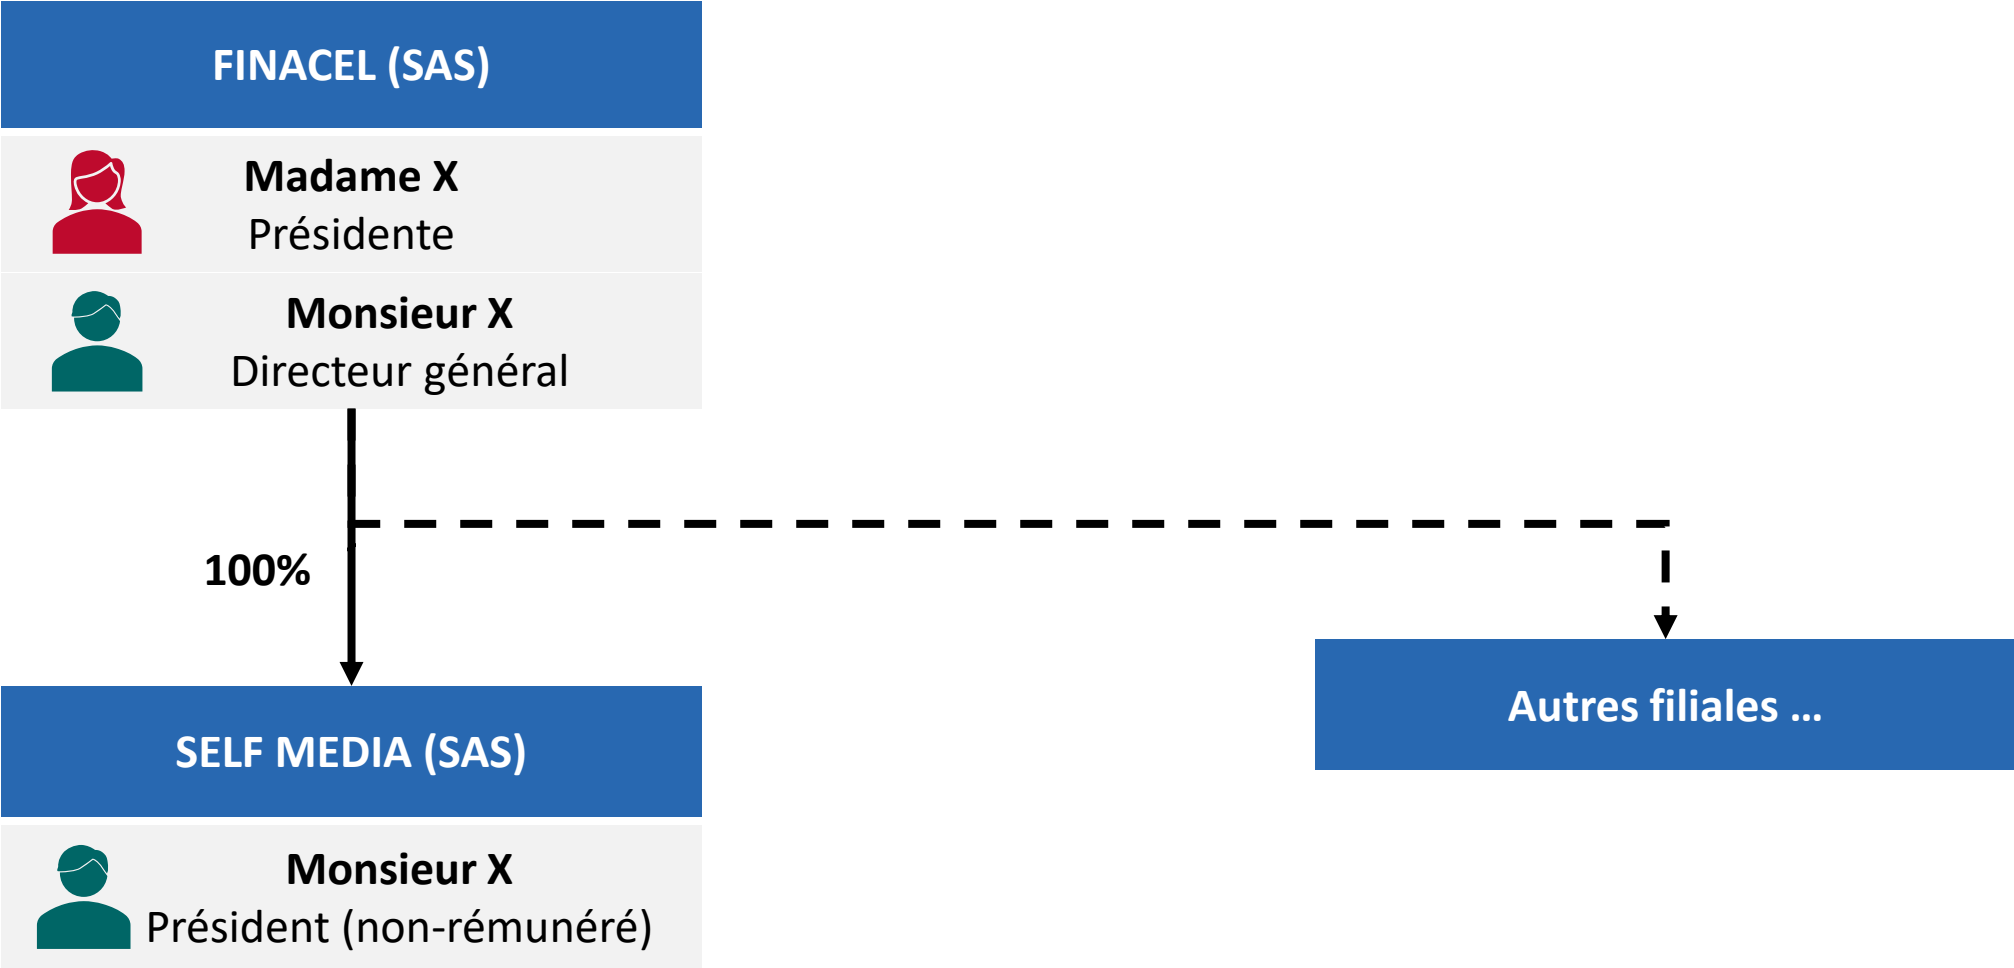 FINACEL (SAS)
Madame X
Présidente
Monsieur X
Directeur général
100%
Autres filiales ...
SELF MEDIA (SAS)
Monsieur X
Président (non-rémunéré)